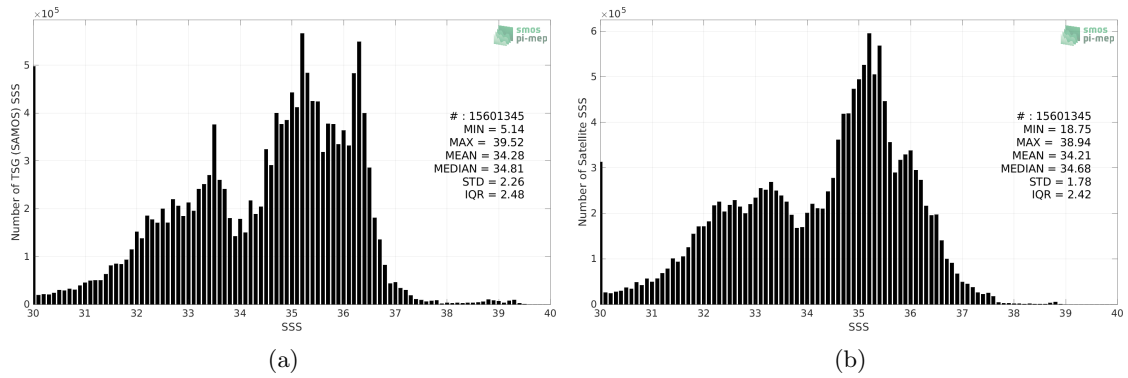 ×10⁵
smos
pi-mep
5
4
3
2
1
0
Number of TSG (SAMOS) SSS
# : 15601345
MIN = 5.14
MAX = 39.52
MEAN = 34.28
MEDIAN = 34.81
STD = 2.26
IQR = 2.48
30 31 32 33 34 35 36 37 38 39 40
SSS
(a)
×10⁵
smos
pi-mep
6
5
4
3
2
1
0
Number of Satellite SSS
# : 15601345
MIN = 18.75
MAX = 38.94
MEAN = 34.21
MEDIAN = 34.68
STD = 1.78
IQR = 2.42
30 31 32 33 34 35 36 37 38 39 40
SSS
(b)